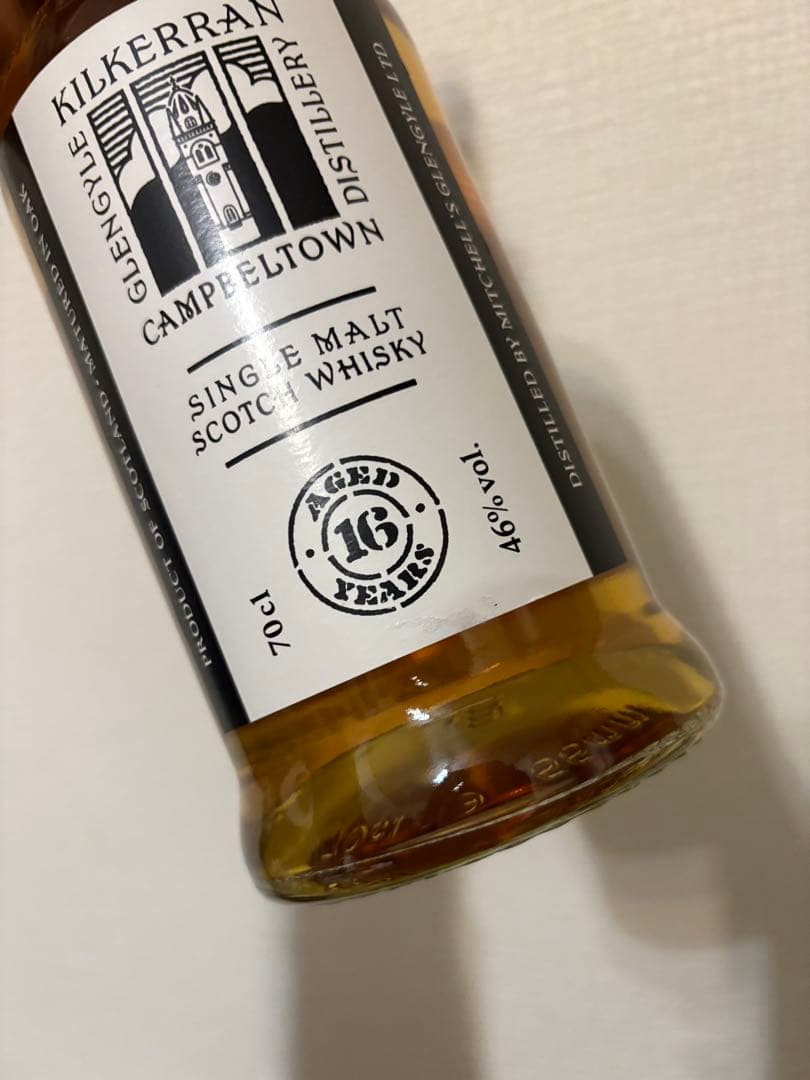 KILKERRAN
GLENGYLE
DISTILLERY
CAMPBELTOWN
SINGLE MALT
SCOTCH WHISKY
AGED
16
YEARS
70cl
46%vol.
PRODUCT OF SCOTLAND • MATURED IN OAK
DISTILLED BY MITCHELL'S GLENGYLE LTD